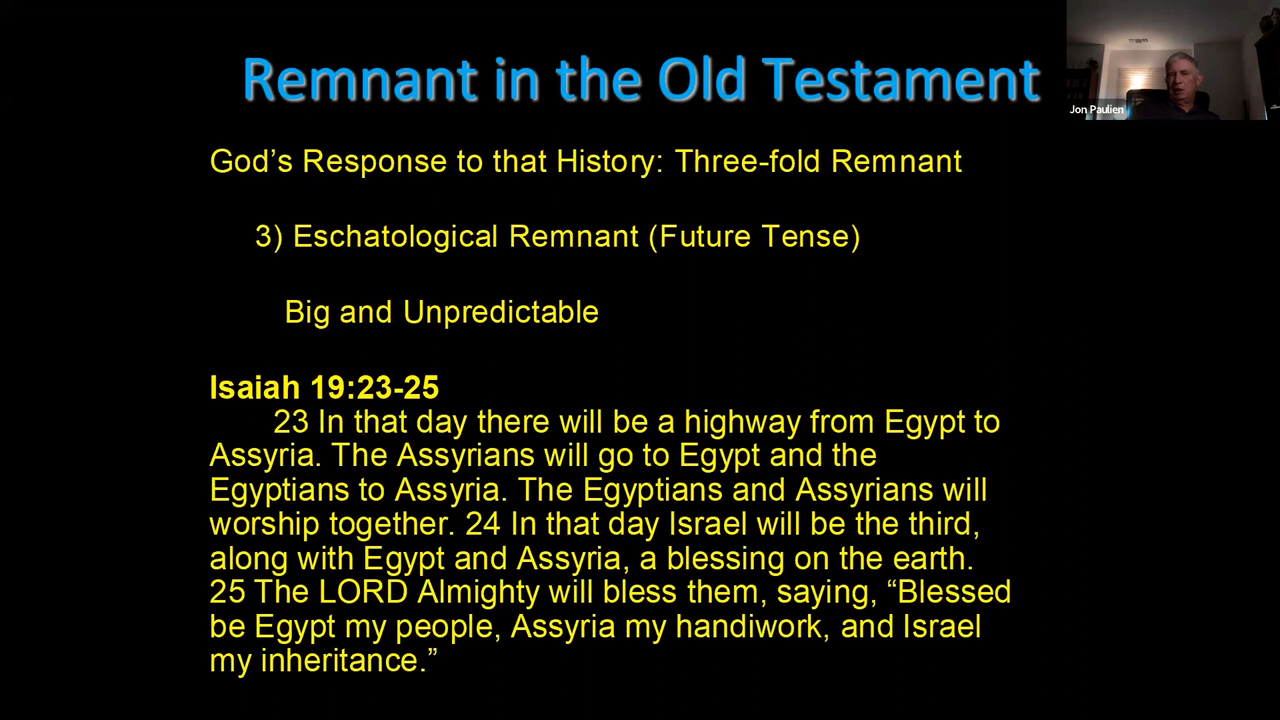 Remnant in the Old Testament
Jon Paulien
God’s Response to that History: Three-fold Remnant
3) Eschatological Remnant (Future Tense)
Big and Unpredictable
Isaiah 19:23-25
23 In that day there will be a highway from Egypt to
Assyria. The Assyrians will go to Egypt and the
Egyptians to Assyria. The Egyptians and Assyrians will
worship together. 24 In that day Israel will be the third,
along with Egypt and Assyria, a blessing on the earth.
25 The LORD Almighty will bless them, saying, “Blessed
be Egypt my people, Assyria my handiwork, and Israel
my inheritance.”